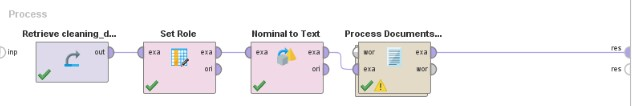 Process
Retrieve cleaning_d...
Set Role
Nominal to Text
Process Documents...
inp
out
exa
exa
ori
exa
exa
ori
wor
exa
exa
wor
res
res